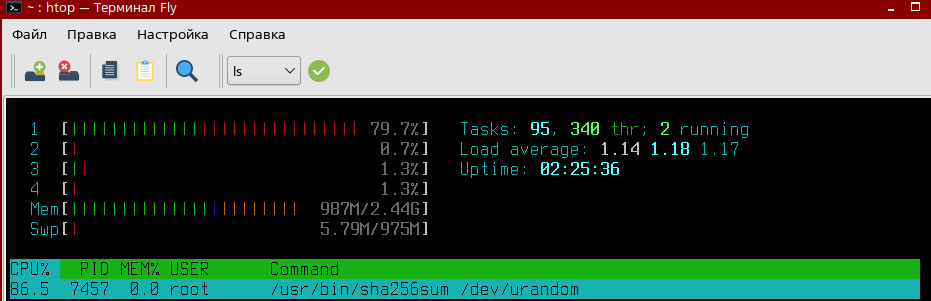 ~ : htop — Терминал Fly
Файл Правка Настройка Справка
ls
1 [|||||||||||||||||||||||||||||| 79.7%] Tasks: 95, 340 thr; 2 running
2 [| 0.7%] Load average: 1.14 1.18 1.17
3 [|| 1.3%] Uptime: 02:25:36
4 [| 1.3%]
Mem[|||||||||||||||||||||||| 987M/2.44G]
Swp[| 5.79M/975M]
CPU% PID MEM% USER Command
86.5 7457 0.0 root /usr/bin/sha256sum /dev/urandom